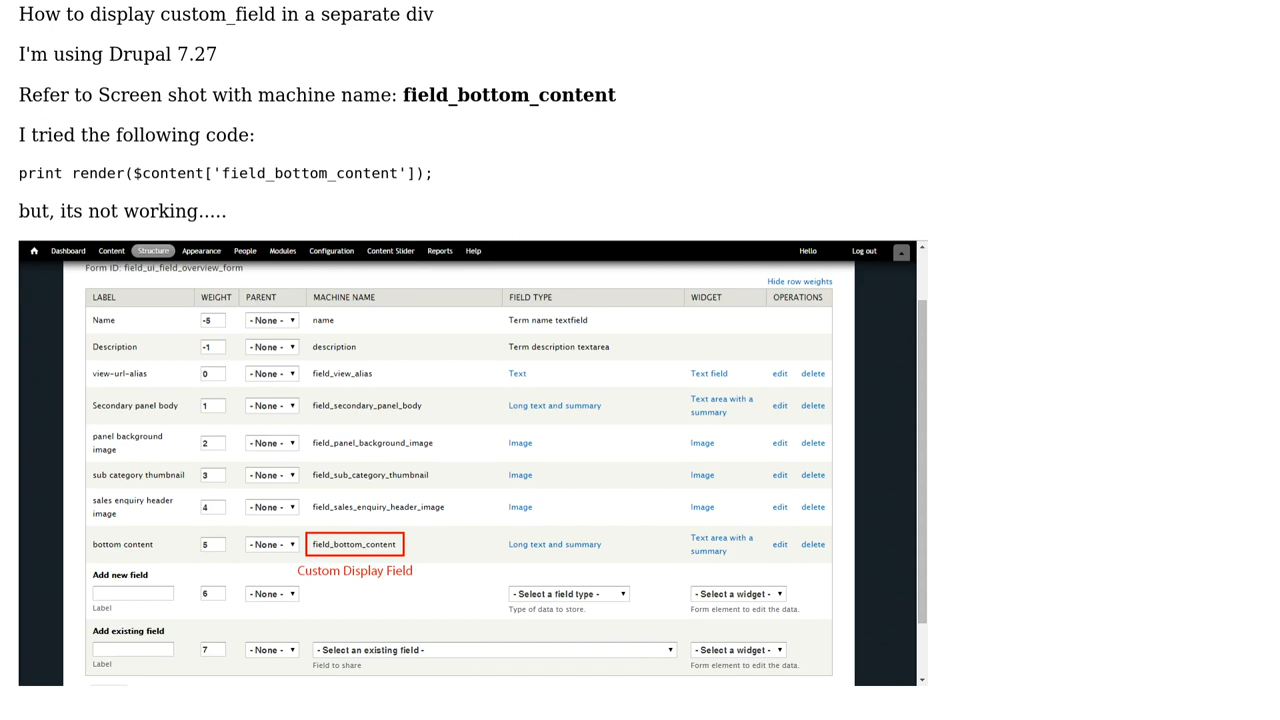 How to display custom_field in a separate div
I'm using Drupal 7.27
Refer to Screen shot with machine name: field_bottom_content
I tried the following code:
print render($content['field_bottom_content']);
but, its not working.....
Dashboard Content Structure Appearance People Modules Configuration Content Slider Reports Help Hello Log out
Form ID: field_ui_field_overview_form
Hide row weights
LABEL WEIGHT PARENT MACHINE NAME FIELD TYPE WIDGET OPERATIONS
Name -5 - None - name Term name textfield
Description -1 - None - description Term description textarea
view-url-alias 0 - None - field_view_alias Text Text field edit delete
Secondary panel body 1 - None - field_secondary_panel_body Long text and summary Text area with a
summary edit delete
panel background
image 2 - None - field_panel_background_image Image Image edit delete
sub category thumbnail 3 - None - field_sub_category_thumbnail Image Image edit delete
sales enquiry header
image 4 - None - field_sales_enquiry_header_image Image Image edit delete
bottom content 5 - None - field_bottom_content Long text and summary Text area with a
summary edit delete
Custom Display Field
Add new field
6 - None - - Select a field type - - Select a widget -
Label Type of data to store. Form element to edit the data.
Add existing field
7 - None - - Select an existing field - - Select a widget -
Label Field to share Form element to edit the data.